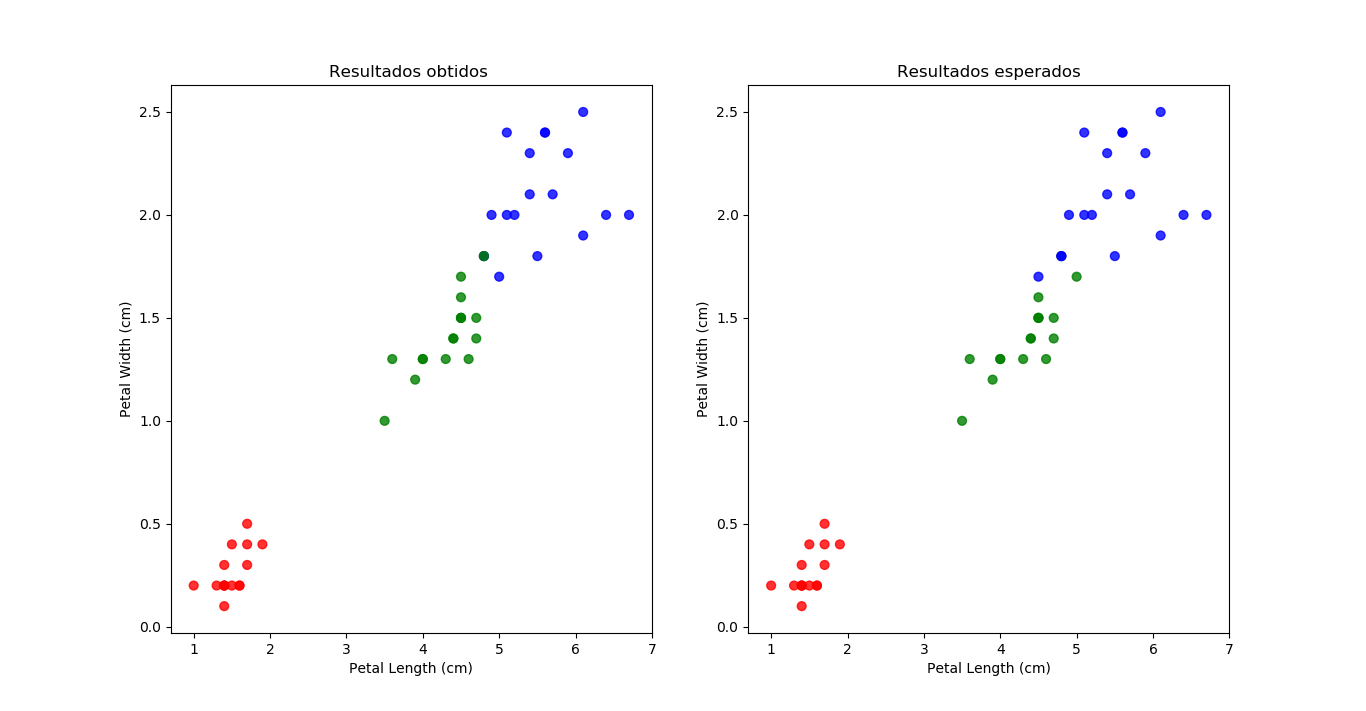 Resultados obtidos
2.5
2.0
1.5
1.0
0.5
0.0
Petal Width (cm)
1 2 3 4 5 6 7
Petal Length (cm)
Resultados esperados
2.5
2.0
1.5
1.0
0.5
0.0
Petal Width (cm)
1 2 3 4 5 6 7
Petal Length (cm)